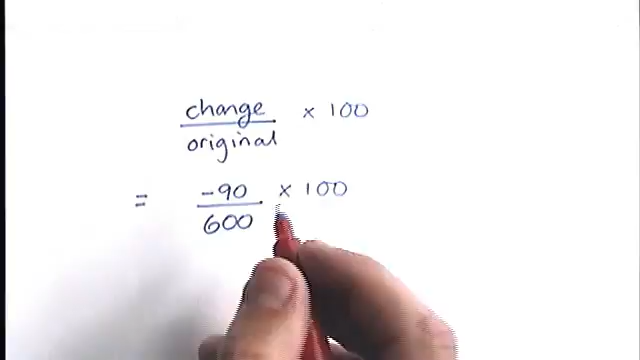 change/original × 100
= -90/600 × 100